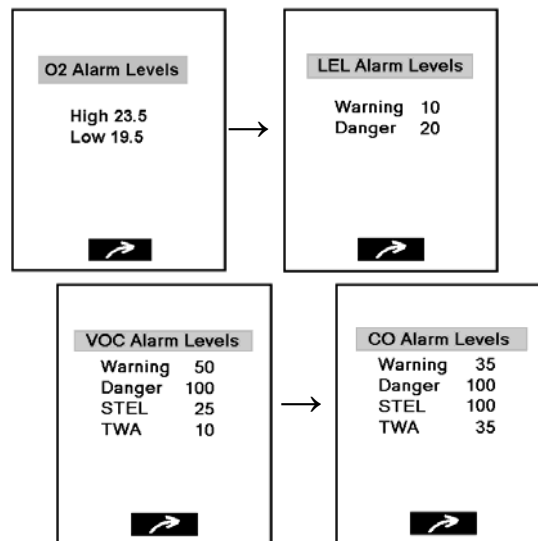 O2 Alarm Levels
High 23.5
Low 19.5
LEL Alarm Levels
Warning 10
Danger 20
VOC Alarm Levels
Warning 50
Danger 100
STEL 25
TWA 10
CO Alarm Levels
Warning 35
Danger 100
STEL 100
TWA 35